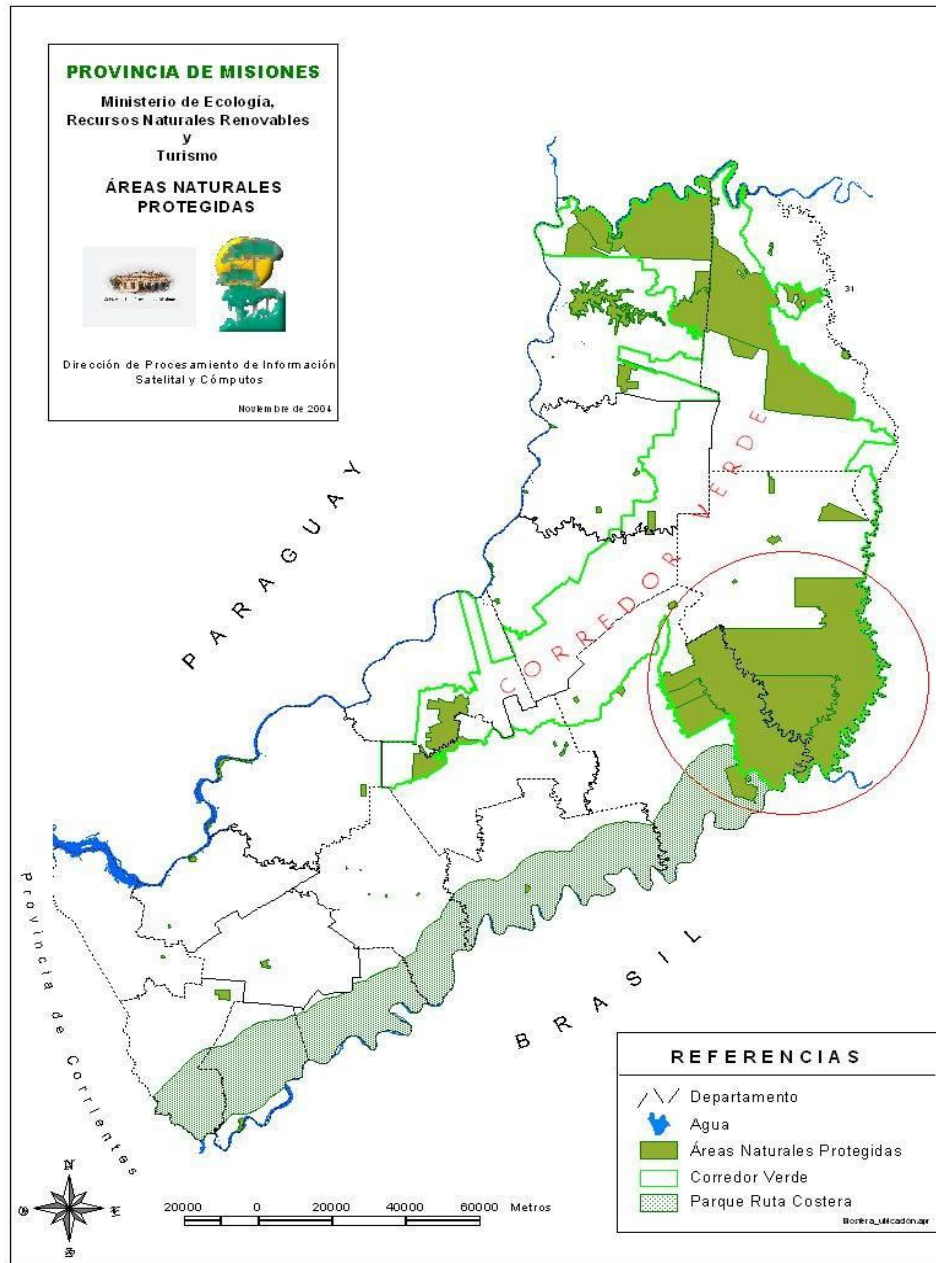 PROVINCIA DE MISIONES
Ministerio de Ecología,
Recursos Naturales Renovables
y
Turismo
ÁREAS NATURALES
PROTEGIDAS
Dirección de Procesamiento de Información
Satelital y Cómputos
Noviembre de 2004
31
PARAGUAY
CORREDOR VERDE
BRASIL
Provincia de Corrientes
REFERENCIAS
Departamento
Agua
Áreas Naturales Protegidas
Corredor Verde
Parque Ruta Costera
Biosfera_ubicación.apr
N
S
20000 0 20000 40000 60000 Metros